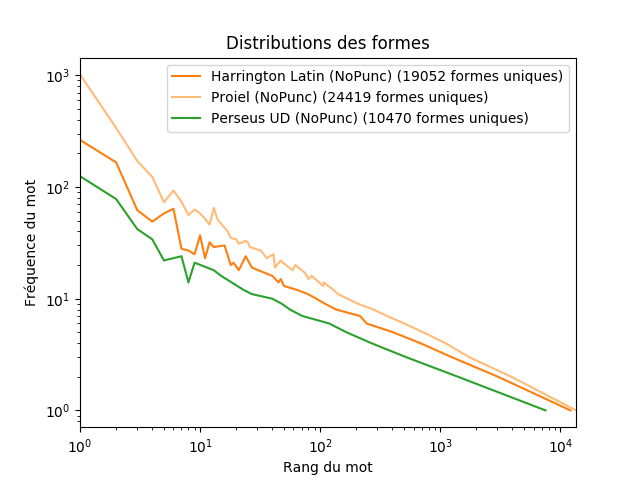 Distributions des formes
Harrington Latin (NoPunc) (19052 formes uniques)
Proiel (NoPunc) (24419 formes uniques)
Perseus UD (NoPunc) (10470 formes uniques)
Fréquence du mot
10³
10²
10¹
10⁰
10⁰ 10¹ 10² 10³ 10⁴
Rang du mot